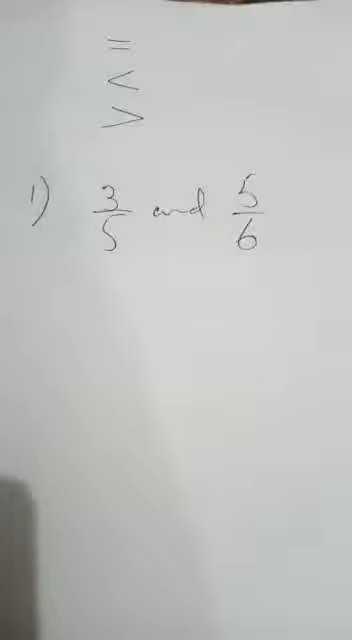 =
<
>
1) 3/5 and 5/6